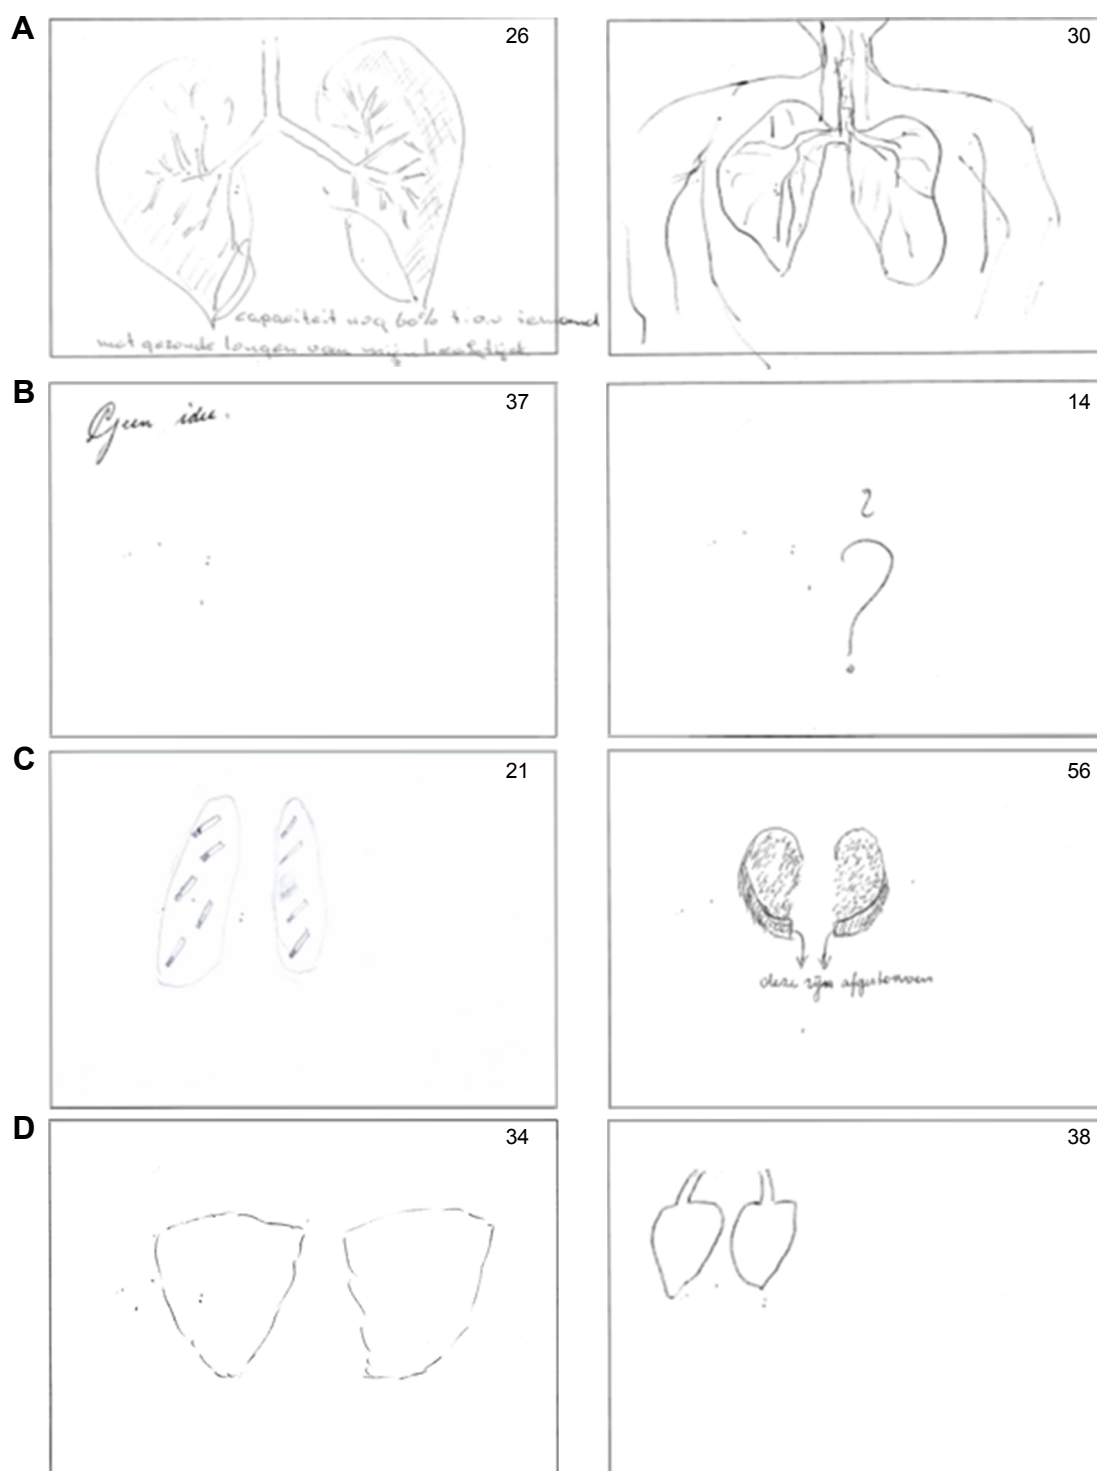 A
26
30
capaciteit nog 60% t.o.v iemand
met gezonde longen van mijn leeftijd
B
37
14
Geen idee.
?
?
C
21
56
deze zijn afgestorven
D
34
38